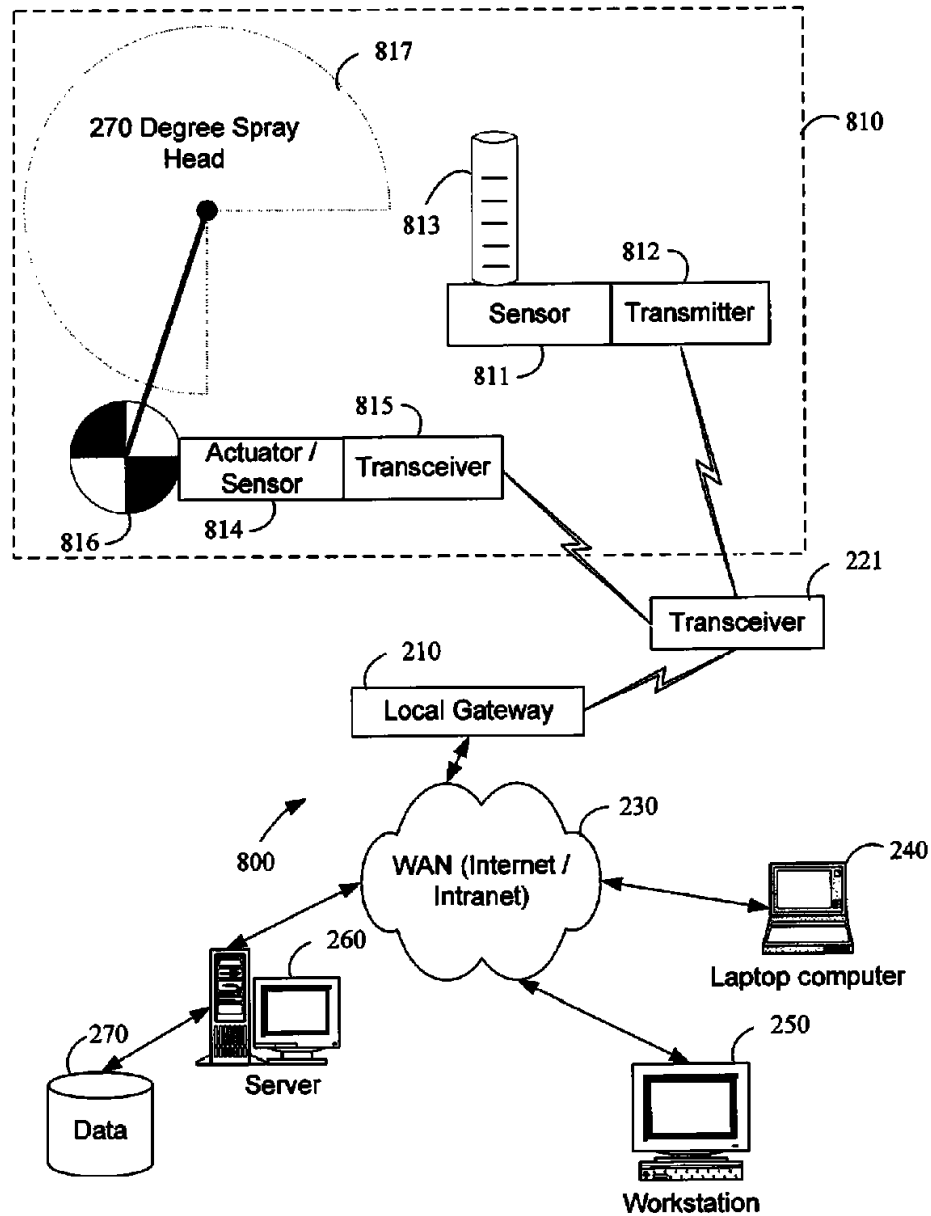 817
270 Degree Spray
Head
810
813
812
Sensor
Transmitter
811
815
Actuator /
Sensor
Transceiver
816
814
221
Transceiver
210
Local Gateway
230
800
WAN (Internet /
Intranet)
240
260
Laptop computer
270
250
Server
Data
Workstation